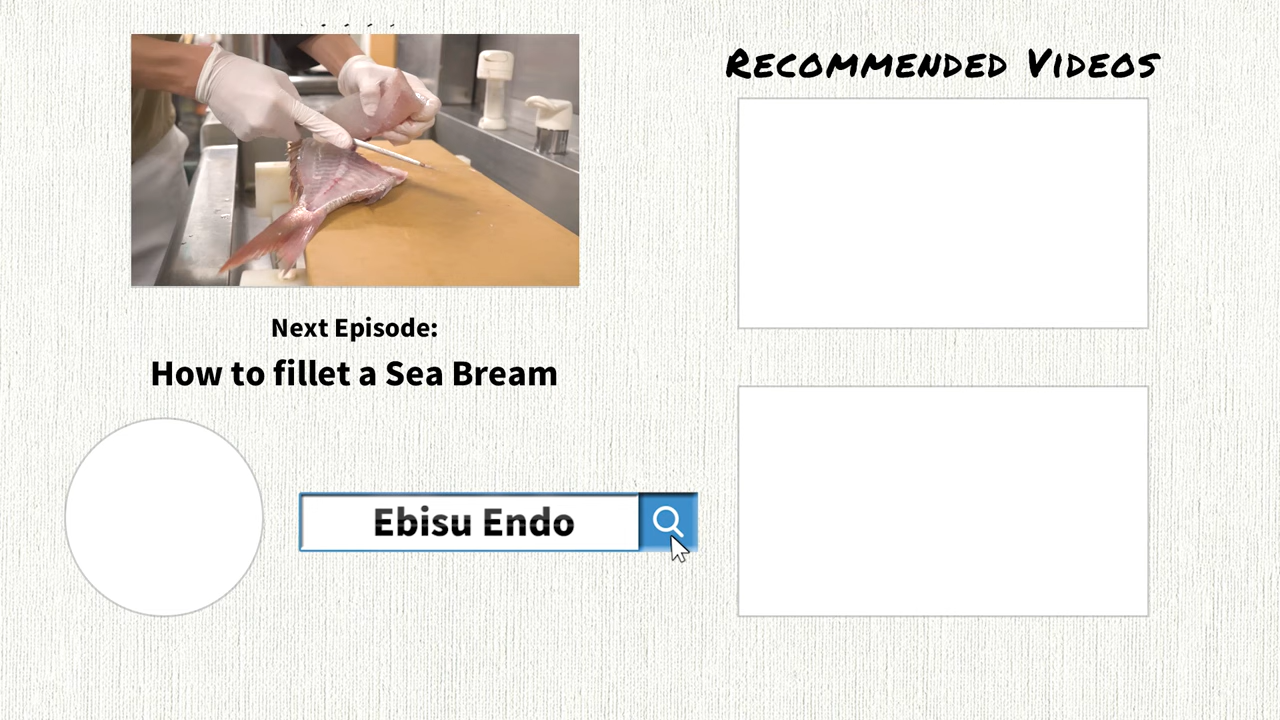 Recommended Videos
Next Episode:
How to fillet a Sea Bream
Ebisu Endo